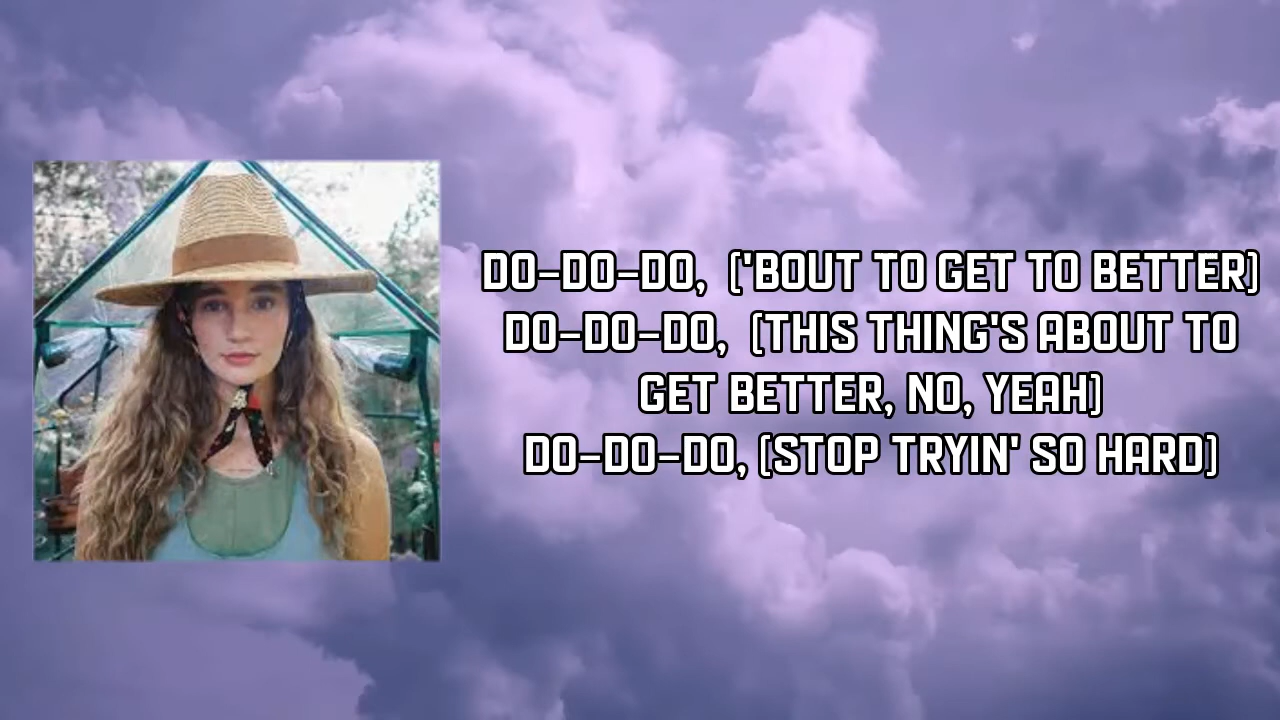 DO-DO-DO, ('BOUT TO GET TO BETTER)
DO-DO-DO, (THIS THING'S ABOUT TO
GET BETTER, NO, YEAH)
DO-DO-DO, (STOP TRYIN' SO HARD)